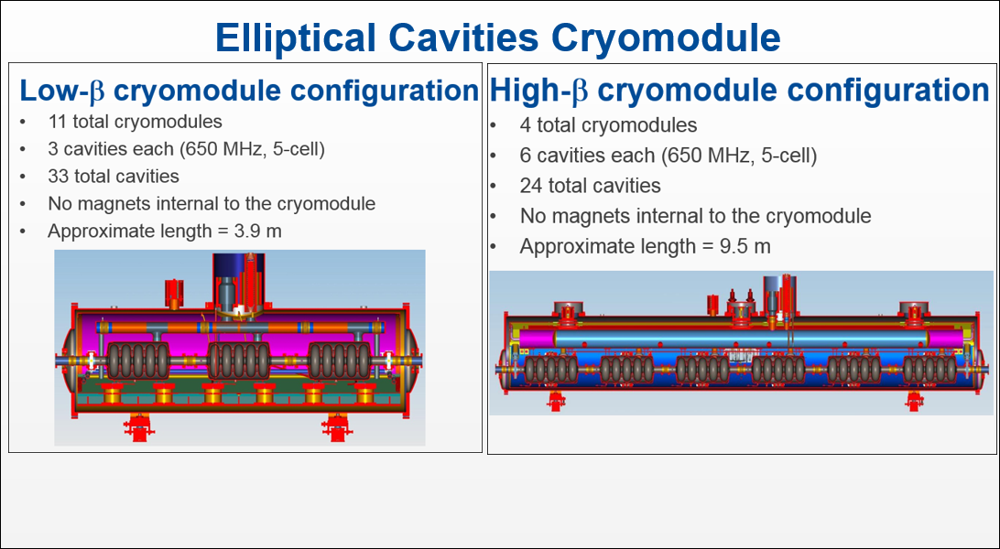 Elliptical Cavities Cryomodule
Low-β cryomodule configuration
• 11 total cryomodules
• 3 cavities each (650 MHz, 5-cell)
• 33 total cavities
• No magnets internal to the cryomodule
• Approximate length = 3.9 m
High-β cryomodule configuration
• 4 total cryomodules
• 6 cavities each (650 MHz, 5-cell)
• 24 total cavities
• No magnets internal to the cryomodule
• Approximate length = 9.5 m